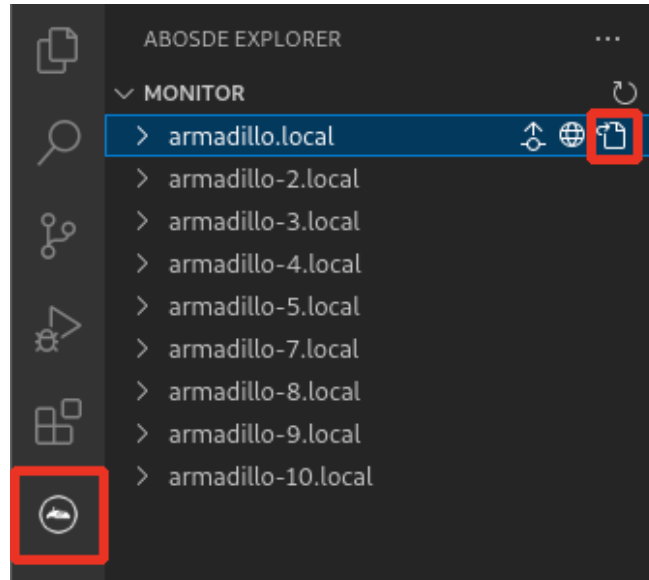 ABOSDE EXPLORER
MONITOR
armadillo.local
armadillo-2.local
armadillo-3.local
armadillo-4.local
armadillo-5.local
armadillo-7.local
armadillo-8.local
armadillo-9.local
armadillo-10.local